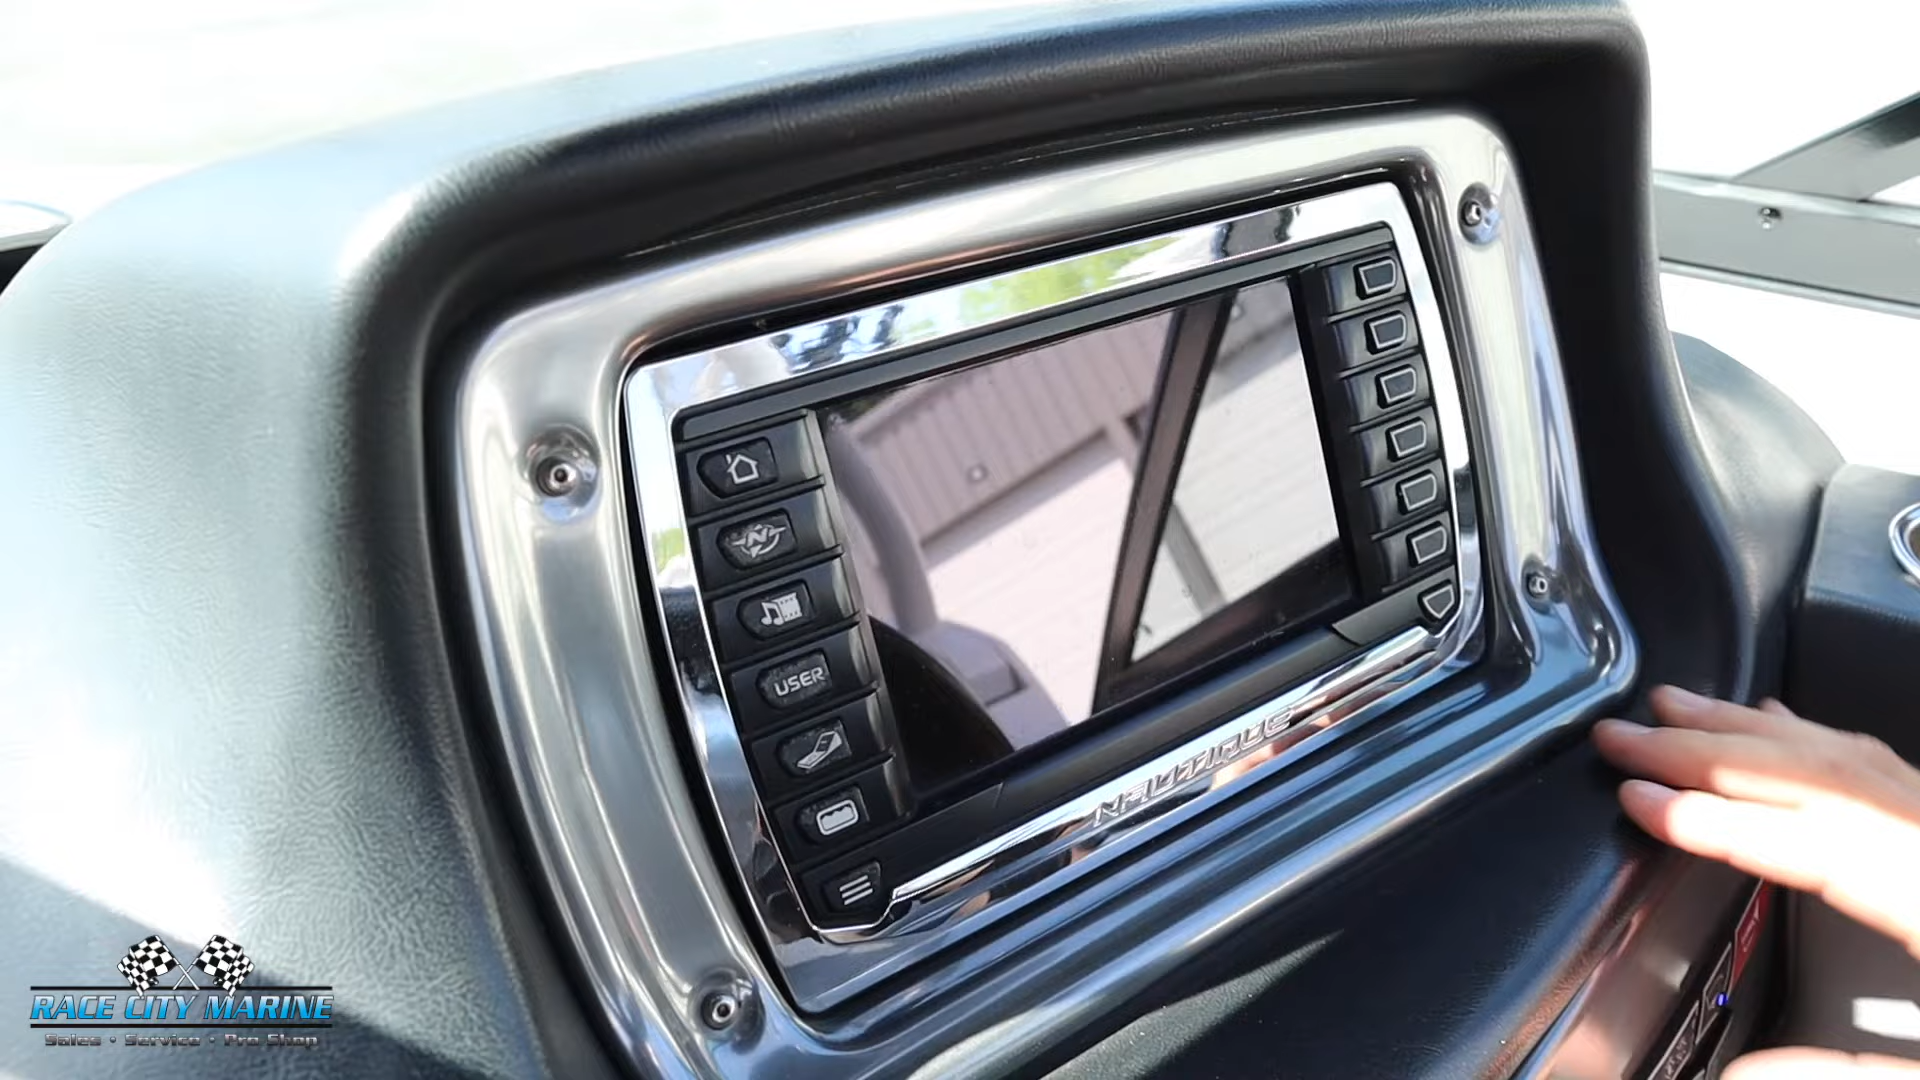 USER
NAUTIQUE
RACE CITY MARINE
Sales • Service • Pro Shop